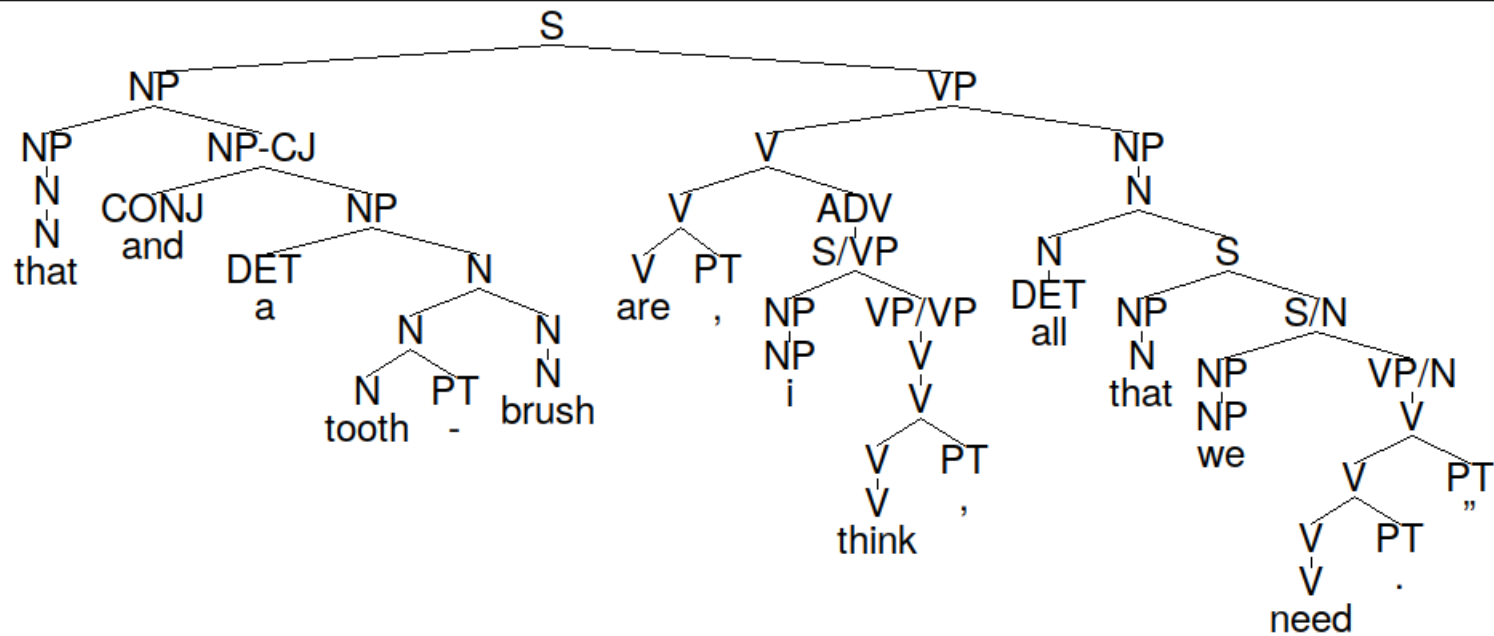 S
NP VP
NP NP-CJ V NP
N CONJ NP V ADV N
N and DET N V PT S/VP N S
that a N N are , NP VP/VP DET NP S/N
N PT N NP V all N NP VP/N
tooth - brush i V that NP V
V PT we V PT
V , V PT ”
think V .
need